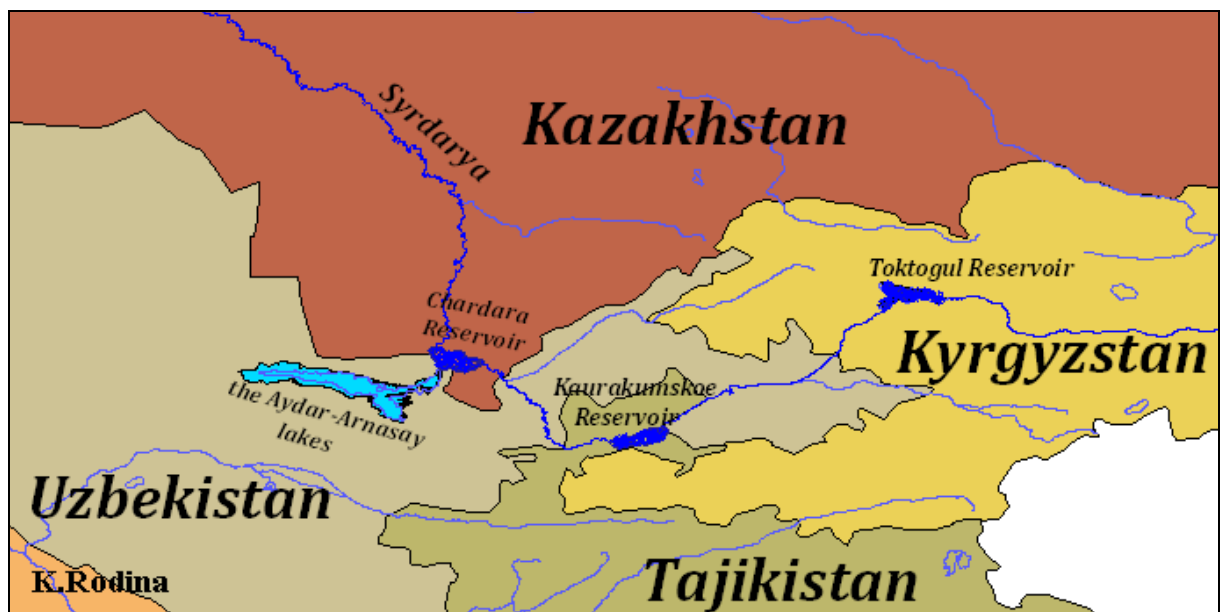 Syrdarya
Kazakhstan
Toktogul Reservoir
Chardara
Reservoir
Kyrgyzstan
Kaurakumskoe
Reservoir
the Aydar-Arnasay
lakes
Uzbekistan
Tajikistan
K.Rodina